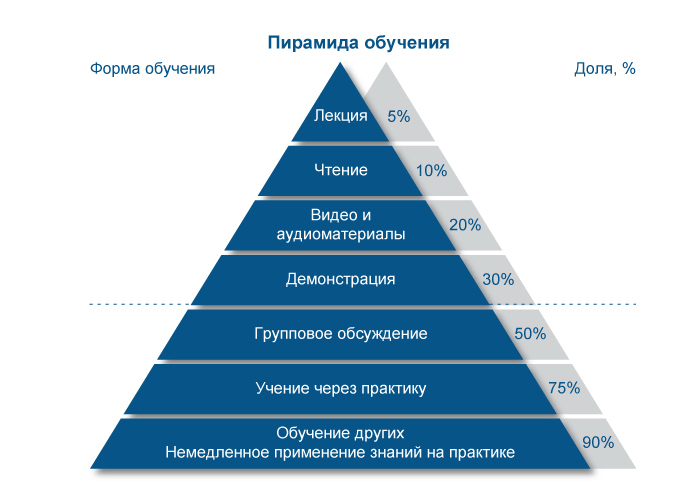 Пирамида обучения
Форма обучения
Доля, %
Лекция
5%
Чтение
10%
Видео и
аудиоматериалы
20%
Демонстрация
30%
Групповое обсуждение
50%
Учение через практику
75%
Обучение других
Немедленное применение знаний на практике
90%